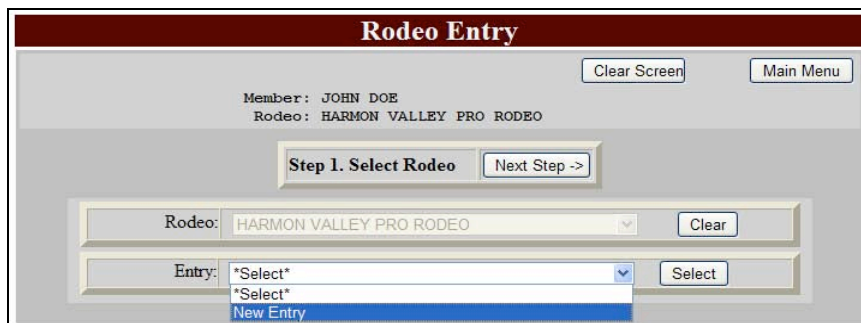 Rodeo Entry
Clear Screen Main Menu
Member: JOHN DOE
Rodeo: HARMON VALLEY PRO RODEO
Step 1. Select Rodeo Next Step ->
Rodeo: HARMON VALLEY PRO RODEO Clear
Entry: *Select* Select
*Select*
New Entry